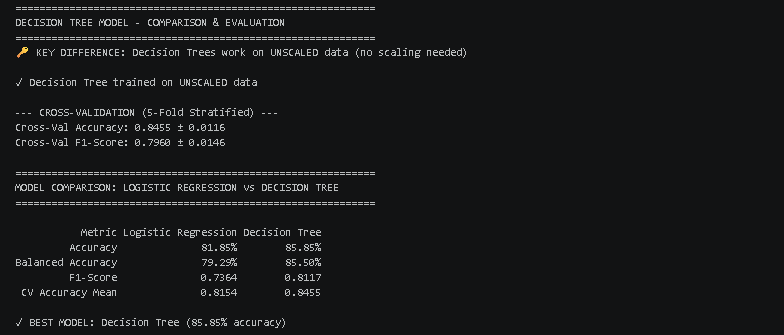 ============================================================
DECISION TREE MODEL - COMPARISON & EVALUATION
============================================================
🔑 KEY DIFFERENCE: Decision Trees work on UNSCALED data (no scaling needed)
✓ Decision Tree trained on UNSCALED data
--- CROSS-VALIDATION (5-Fold Stratified) ---
Cross-Val Accuracy: 0.8455 ± 0.0116
Cross-Val F1-Score: 0.7960 ± 0.0146
============================================================
MODEL COMPARISON: LOGISTIC REGRESSION vs DECISION TREE
============================================================
Metric Logistic Regression Decision Tree
Accuracy 81.85% 85.85%
Balanced Accuracy 79.29% 85.50%
F1-Score 0.7364 0.8117
CV Accuracy Mean 0.8154 0.8455
✓ BEST MODEL: Decision Tree (85.85% accuracy)